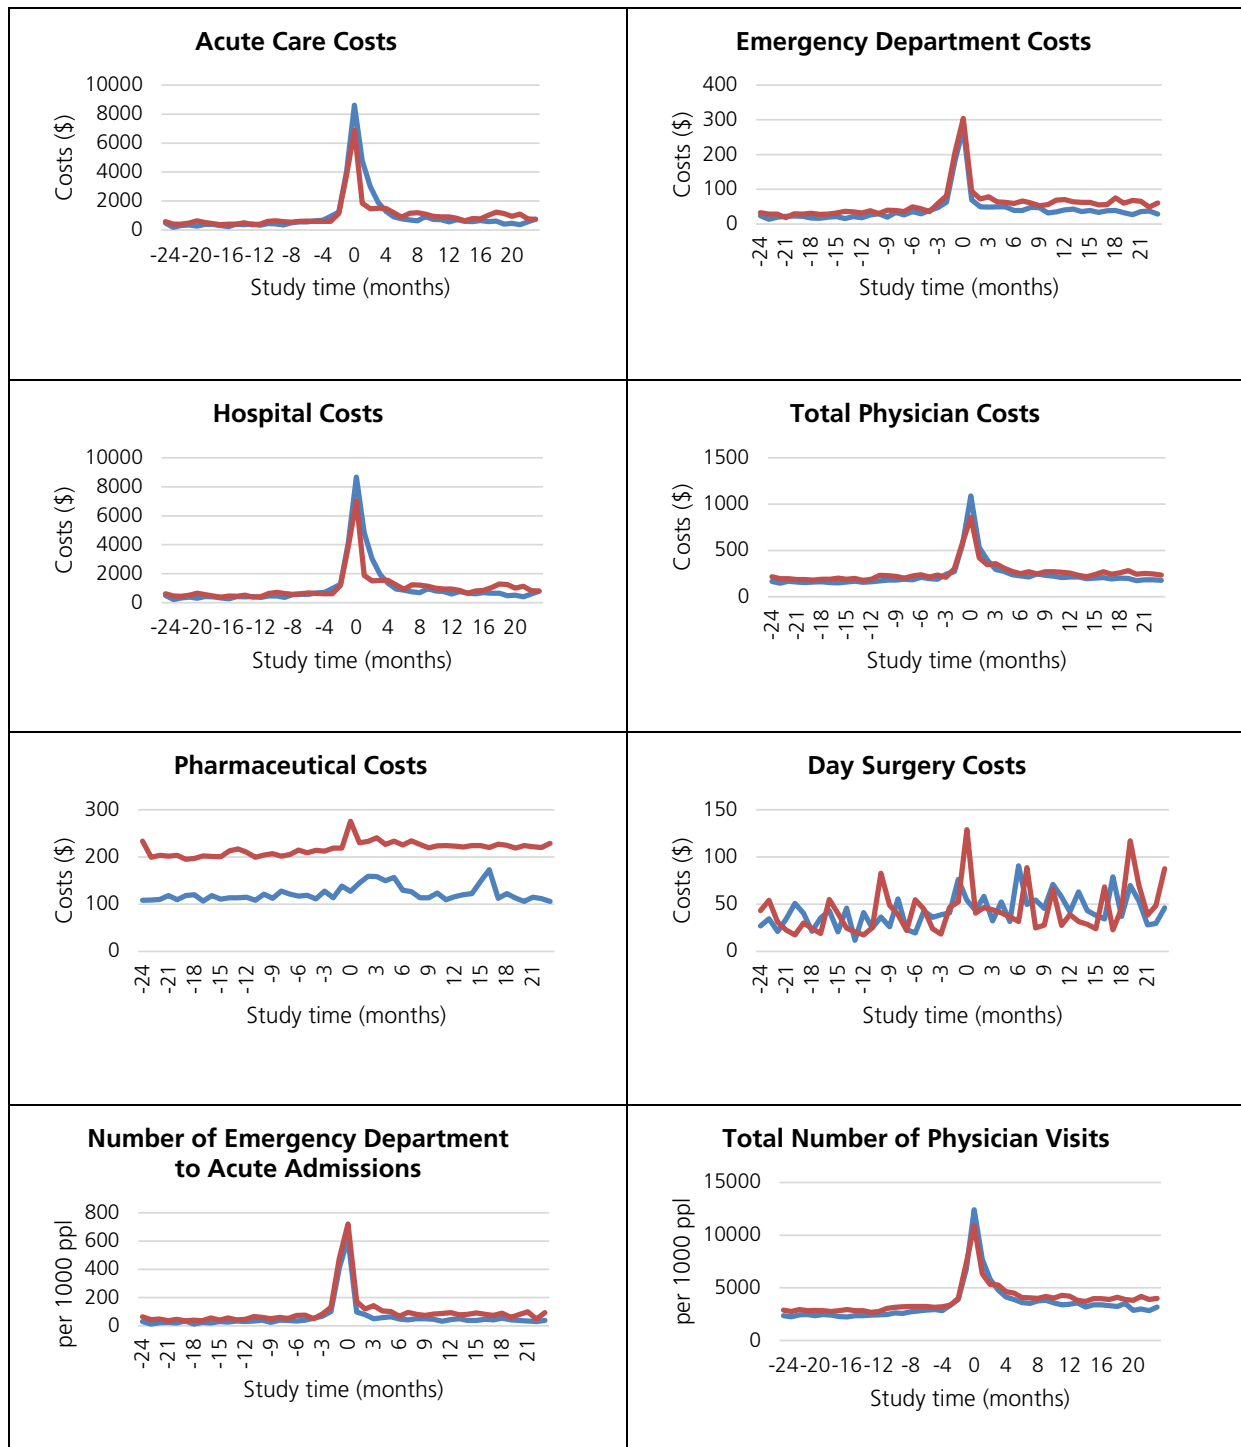 Acute Care Costs
10000
8000
6000
4000
2000
0
Costs ($)
-24 -20 -16 -12 -8 -4 0 4 8 12 16 20
Study time (months)
Emergency Department Costs
400
300
200
100
0
Costs ($)
-24 -21 -18 -15 -12 -9 -6 -3 0 3 6 9 12 15 18 21
Study time (months)
Hospital Costs
10000
8000
6000
4000
2000
0
Costs ($)
-24 -20 -16 -12 -8 -4 0 4 8 12 16 20
Study time (months)
Total Physician Costs
1500
1000
500
0
Costs ($)
-24 -21 -18 -15 -12 -9 -6 -3 0 3 6 9 12 15 18 21
Study time (months)
Pharmaceutical Costs
300
200
100
0
Costs ($)
-24 -21 -18 -15 -12 -9 -6 -3 0 3 6 9 12 15 18 21
Study time (months)
Day Surgery Costs
150
100
50
0
Costs ($)
-24 -21 -18 -15 -12 -9 -6 -3 0 3 6 9 12 15 18 21
Study time (months)
Number of Emergency Department
to Acute Admissions
800
600
400
200
0
per 1000 ppl
-24 -21 -18 -15 -12 -9 -6 -3 0 3 6 9 12 15 18 21
Study time (months)
Total Number of Physician Visits
15000
10000
5000
0
per 1000 ppl
-24 -20 -16 -12 -8 -4 0 4 8 12 16 20
Study time (months)